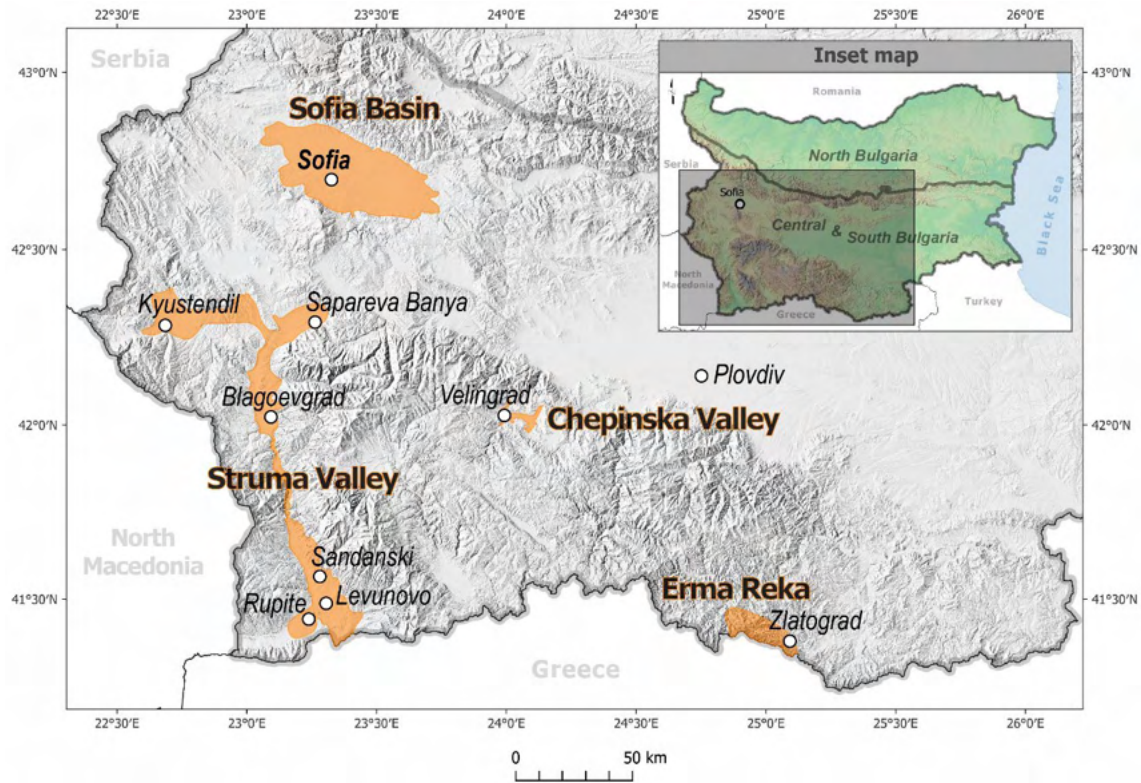 22°30'E 23°0'E 23°30'E 24°0'E 24°30'E 25°0'E 25°30'E 26°0'E
Serbia
43°0'N
43°0'N
Inset map
Romania
North Bulgaria
Serbia
Sofia
Central & South Bulgaria
Black Sea
North
Macedonia
Greece
Turkey
Sofia Basin
Sofia
42°30'N
42°30'N
Kyustendil
Sapareva Banya
Plovdiv
Blagoevgrad
Velingrad
Chepinska Valley
42°0'N
42°0'N
Struma Valley
North
Macedonia
Sandanski
Levunovo
Rupite
Erma Reka
Zlatograd
41°30'N
41°30'N
Greece
22°30'E 23°0'E 23°30'E 24°0'E 24°30'E 25°0'E 25°30'E 26°0'E
0 50 km